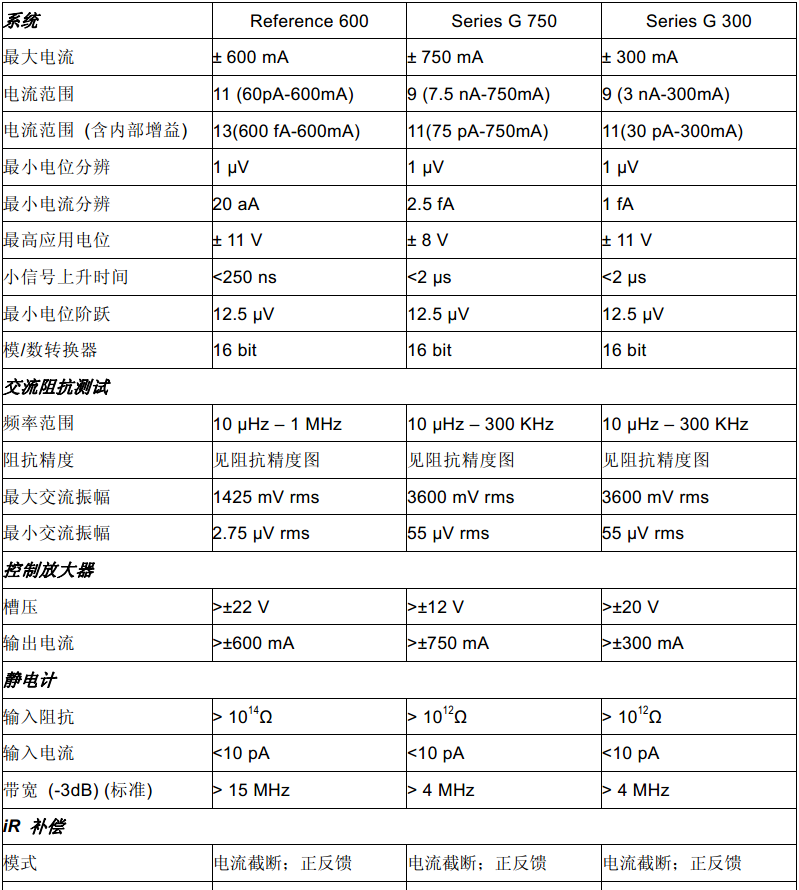 系统 Reference 600 Series G 750 Series G 300
最大电流 ± 600 mA ± 750 mA ± 300 mA
电流范围 11 (60pA-600mA) 9 (7.5 nA-750mA) 9 (3 nA-300mA)
电流范围 (含内部增益) 13(600 fA-600mA) 11(75 pA-750mA) 11(30 pA-300mA)
最小电位分辨 1 µV 1 µV 1 µV
最小电流分辨 20 aA 2.5 fA 1 fA
最高应用电位 ± 11 V ± 8 V ± 11 V
小信号上升时间 <250 ns <2 µs <2 µs
最小电位阶跃 12.5 µV 12.5 µV 12.5 µV
模/数转换器 16 bit 16 bit 16 bit
交流阻抗测试
频率范围 10 µHz – 1 MHz 10 µHz – 300 KHz 10 µHz – 300 KHz
阻抗精度 见阻抗精度图 见阻抗精度图 见阻抗精度图
最大交流振幅 1425 mV rms 3600 mV rms 3600 mV rms
最小交流振幅 2.75 µV rms 55 µV rms 55 µV rms
控制放大器
槽压 >±22 V >±12 V >±20 V
输出电流 >±600 mA >±750 mA >±300 mA
静电计
输入阻抗 > 10¹⁴Ω > 10¹²Ω > 10¹²Ω
输入电流 <10 pA <10 pA <10 pA
带宽 (-3dB) (标准) > 15 MHz > 4 MHz > 4 MHz
iR 补偿
模式 电流截断；正反馈 电流截断；正反馈 电流截断；正反馈